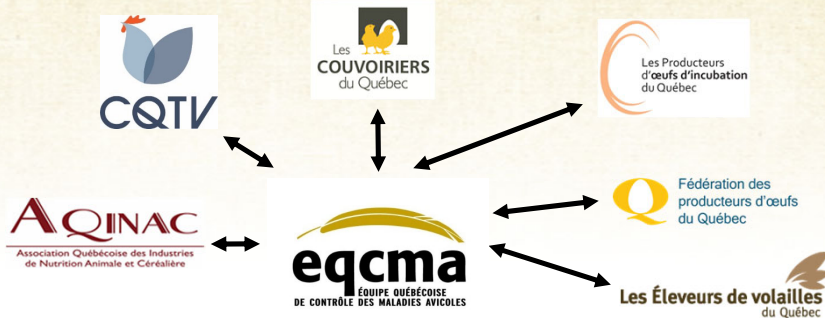 CQTV
Les
COUVOIRIERS
du Québec
Les Producteurs
d'œufs d'incubation
du Québec
AQINAC
Association Québécoise des Industries
de Nutrition Animale et Céréalière
eqcma
ÉQUIPE QUÉBÉCOISE
DE CONTRÔLE DES MALADIES AVICOLES
Fédération des
producteurs d'œufs
du Québec
Les Éleveurs de volailles
du Québec